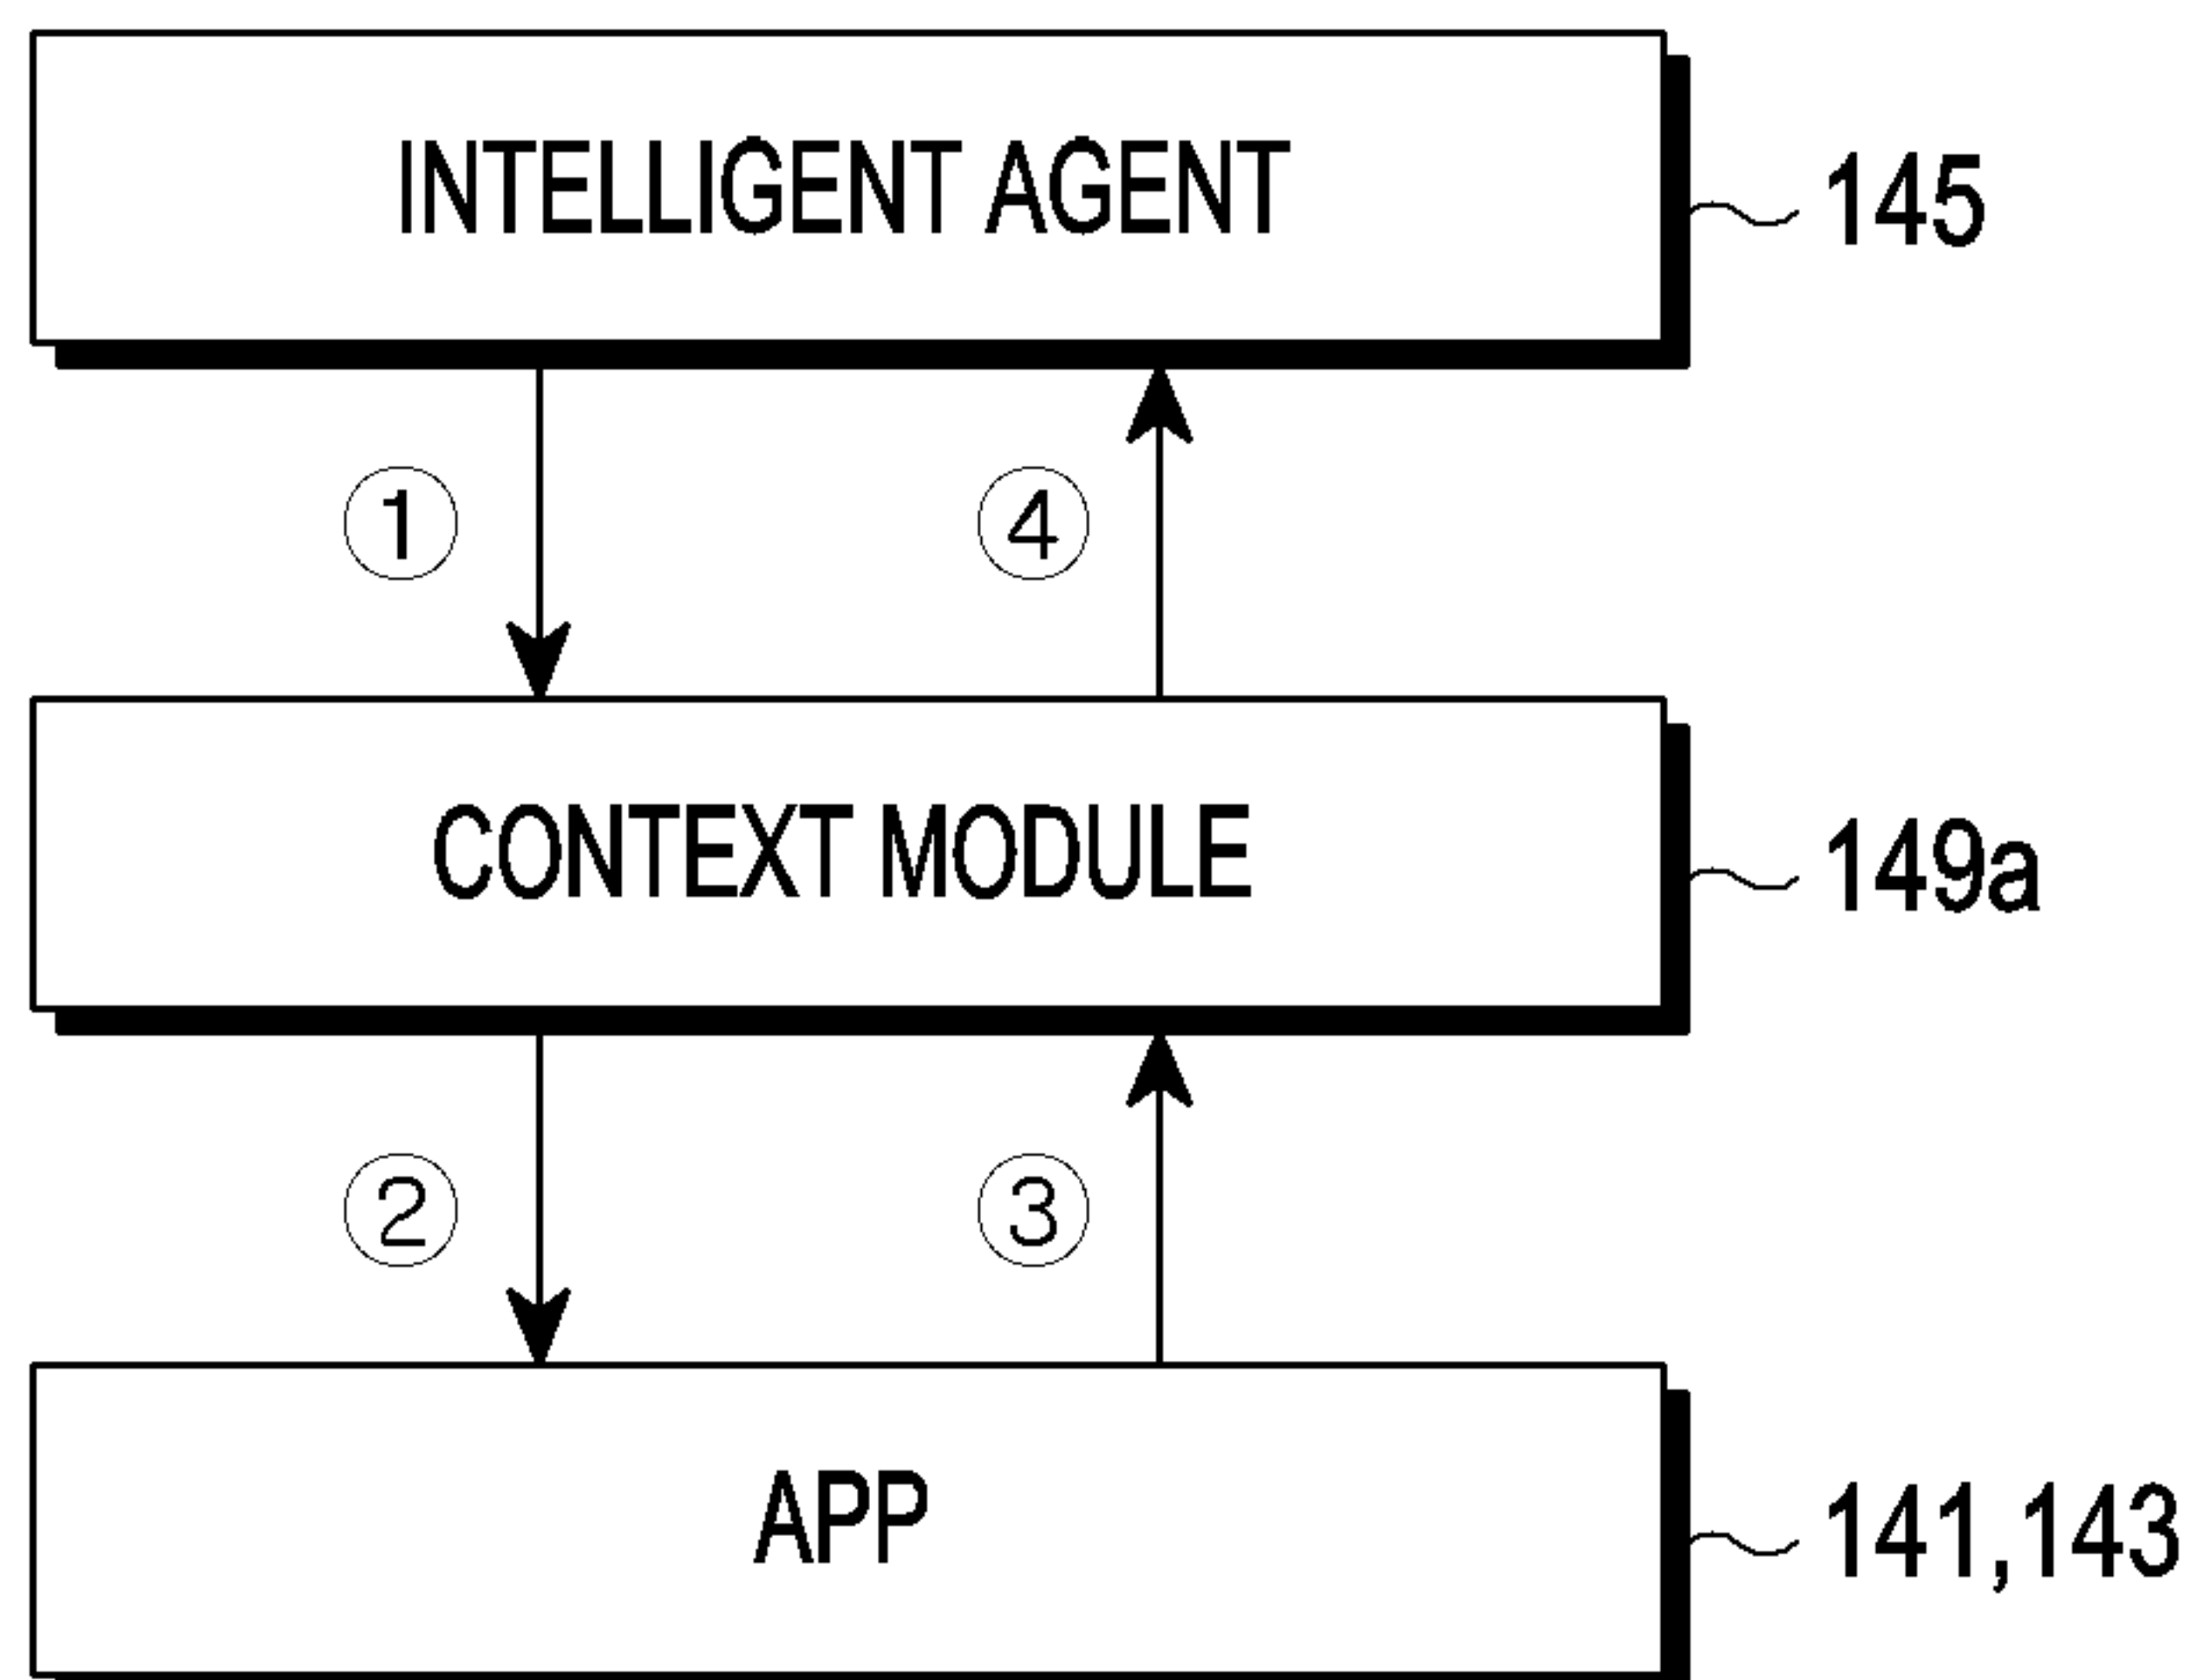 INTELLIGENT AGENT
145
① ④
CONTEXT MODULE
149a
② ③
APP
141,143